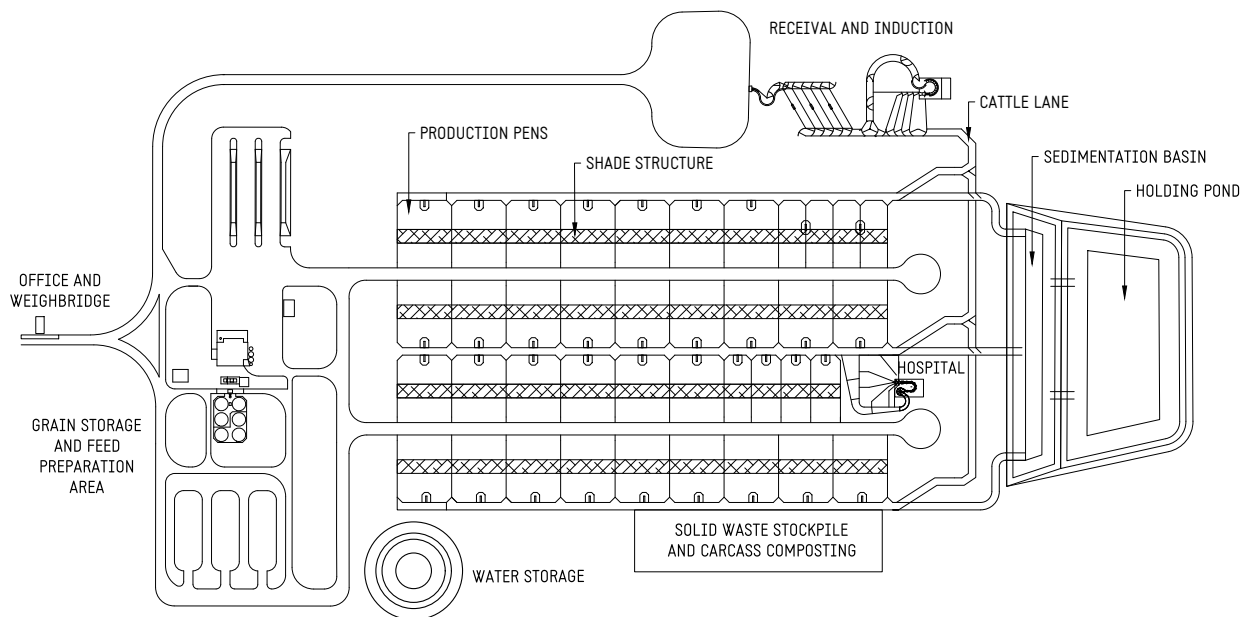 RECEIVAL AND INDUCTION
CATTLE LANE
PRODUCTION PENS
SHADE STRUCTURE
SEDIMENTATION BASIN
HOLDING POND
OFFICE AND
WEIGHBRIDGE
HOSPITAL
GRAIN STORAGE
AND FEED
PREPARATION
AREA
SOLID WASTE STOCKPILE
AND CARCASS COMPOSTING
WATER STORAGE